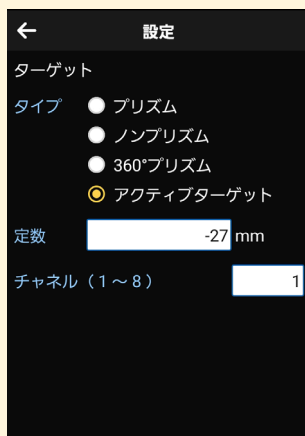 設定
ターゲット
タイプ プリズム
ノンプリズム
360°プリズム
アクティブターゲット
定数 -27 mm
チャネル（1～8） 1